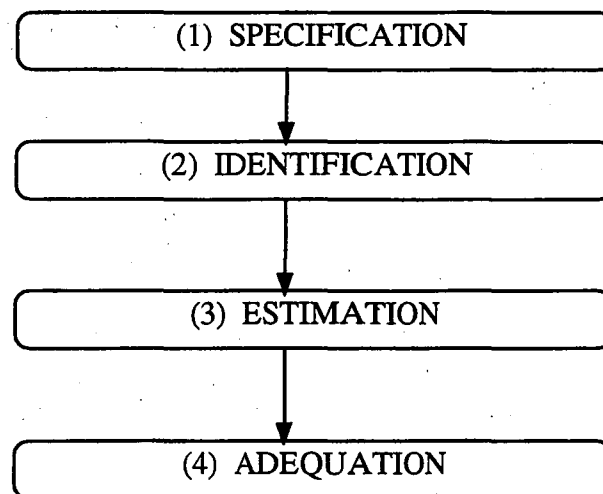 (1) SPECIFICATION
(2) IDENTIFICATION
(3) ESTIMATION
(4) ADEQUATION